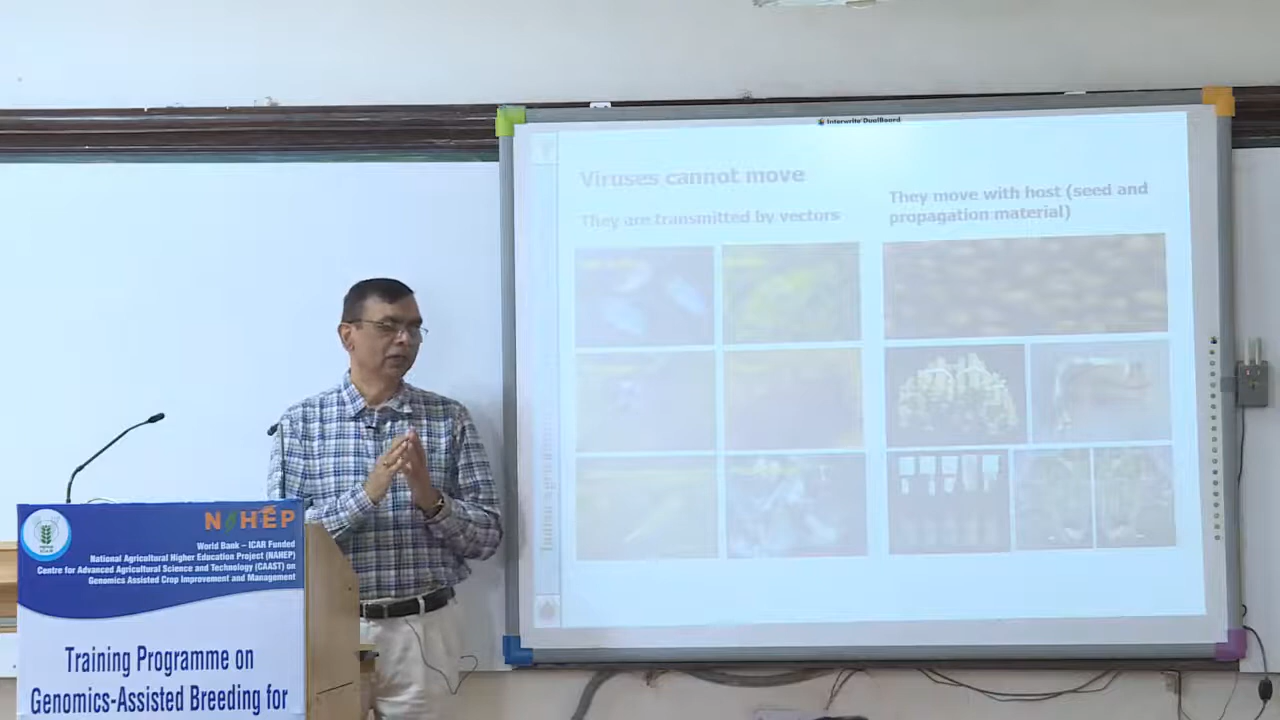 Interwrite DualBoard
Viruses cannot move
They are transmitted by vectors
They move with host (seed and
propagation material)
NAHEP
World Bank – ICAR Funded
National Agricultural Higher Education Project (NAHEP)
Centre for Advanced Agricultural Science and Technology (CAAST) on
Genomics Assisted Crop Improvement and Management
Training Programme on
Genomics-Assisted Breeding for